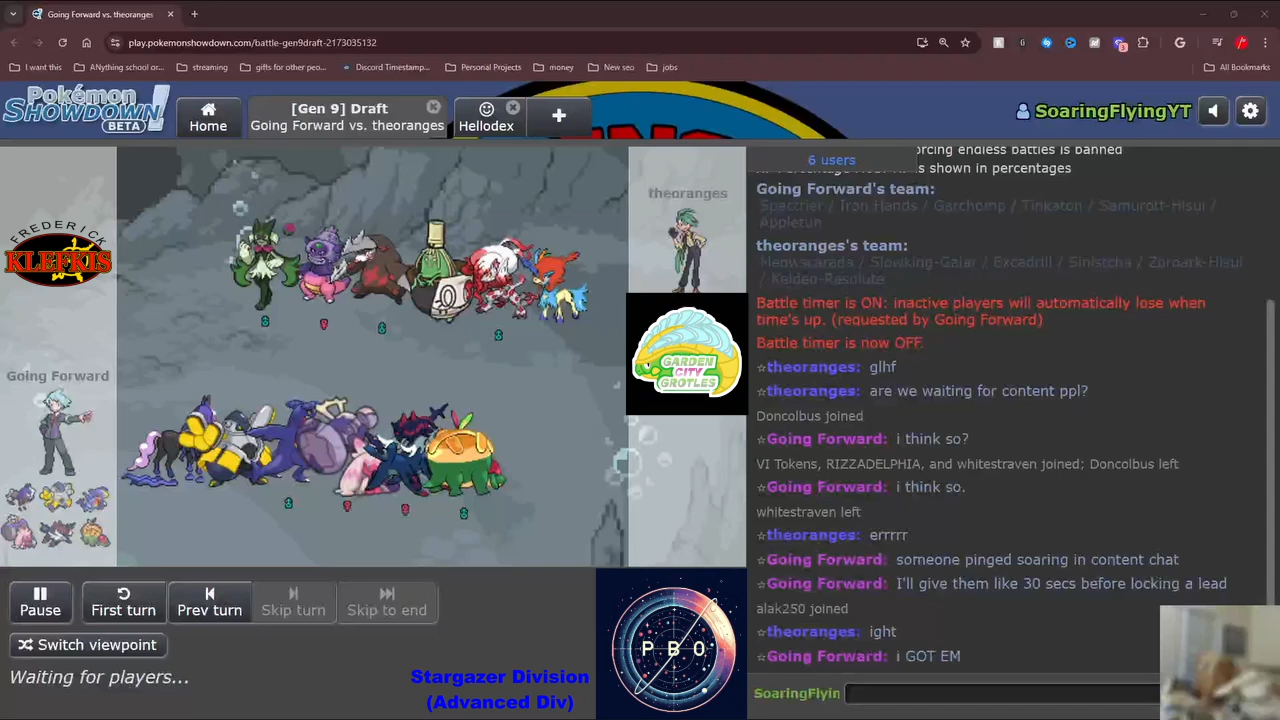 Going Forward vs. theoranges
play.pokemonshowdown.com/battle-gen9draft-2173035132
I want this
ANything school or...
streaming
gifts for other peo...
Discord Timestamp...
Personal Projects
money
New seo
jobs
All Bookmarks
Pokémon
SHOWDOWN!
BETA
Home
[Gen 9] Draft
Going Forward vs. theoranges
Hellodex
SoaringFlyingYT
6 users
orcing endless battles is banned
s shown in percentages
Going Forward's team:
Spectrier / Iron Hands / Garchomp / Tinkaton / Samurott-Hisui /
Appletun
theoranges's team:
Meowscarada / Slowking-Galar / Excadrill / Sinistcha / Zoroark-Hisui
/ Keldeo-Resolute
Battle timer is ON: inactive players will automatically lose when
time's up. (requested by Going Forward)
Battle timer is now OFF.
☆theoranges: glhf
☆theoranges: are we waiting for content ppl?
Doncolbus joined
☆Going Forward: i think so?
VI Tokens, RIZZADELPHIA, and whitestraven joined; Doncolbus left
☆Going Forward: i think so.
whitestraven left
☆theoranges: errrrr
☆Going Forward: someone pinged soaring in content chat
☆Going Forward: I'll give them like 30 secs before locking a lead
alak250 joined
☆theoranges: ight
☆Going Forward: i GOT EM
SoaringFlyin
theoranges
FREDERICK
KLEFKIS
GARDEN
CITY
GROTLES
Going Forward
Pause
First turn
Prev turn
Skip turn
Skip to end
Switch viewpoint
Waiting for players...
Stargazer Division
(Advanced Div)
P B O